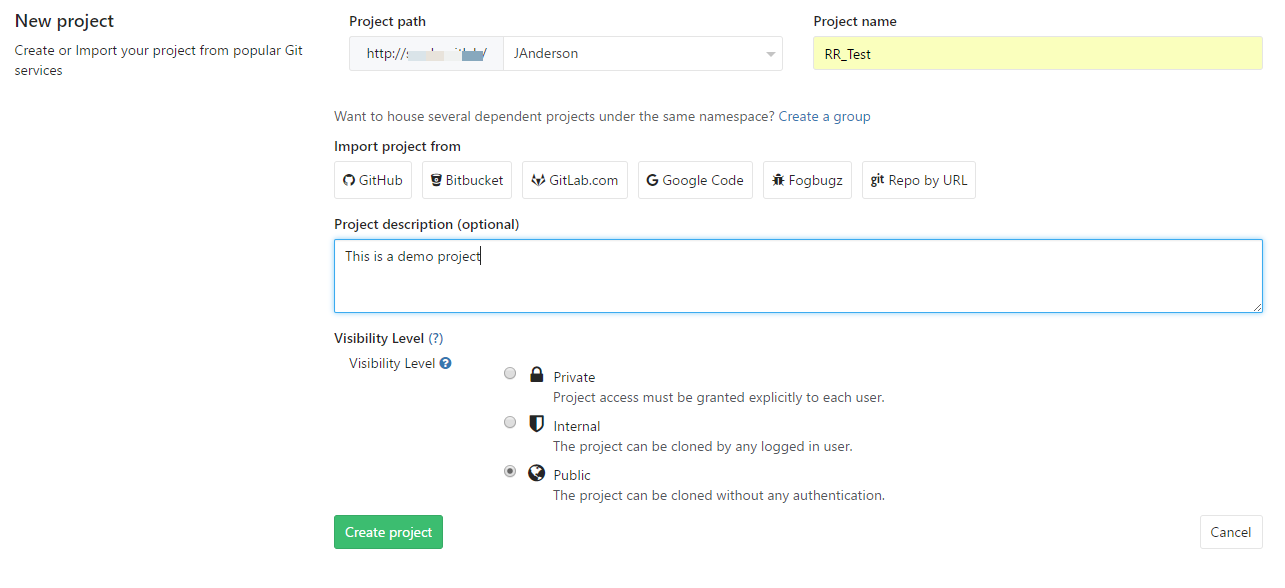 New project
Create or Import your project from popular Git
services
Project path
http:// /
JAnderson
Project name
RR_Test
Want to house several dependent projects under the same namespace? Create a group
Import project from
GitHub
Bitbucket
GitLab.com
Google Code
Fogbugz
git Repo by URL
Project description (optional)
This is a demo project
Visibility Level (?)
Visibility Level ?
Private
Project access must be granted explicitly to each user.
Internal
The project can be cloned by any logged in user.
Public
The project can be cloned without any authentication.
Create project
Cancel